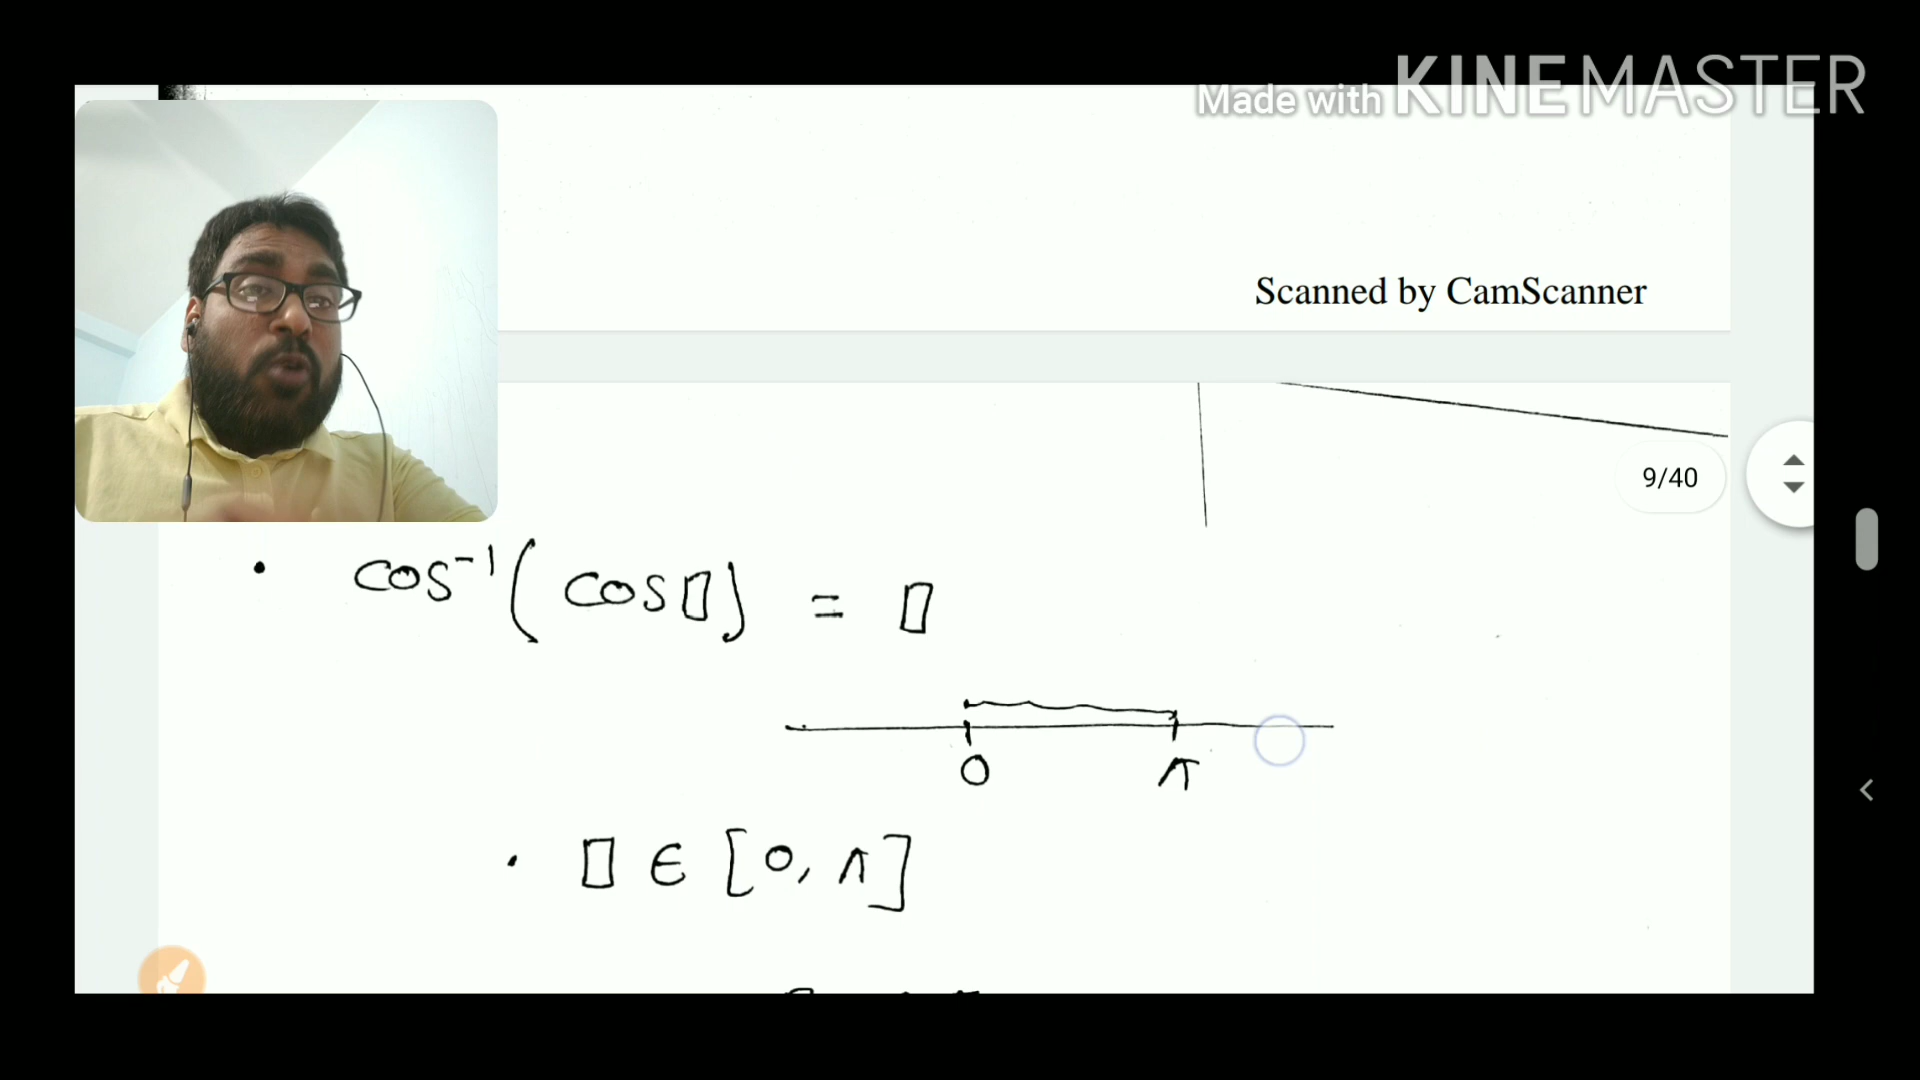 Made with KINEMASTER
Scanned by CamScanner
9/40
• cos⁻¹(cos▯) = ▯
0 π
• ▯ ∈ [0, π]